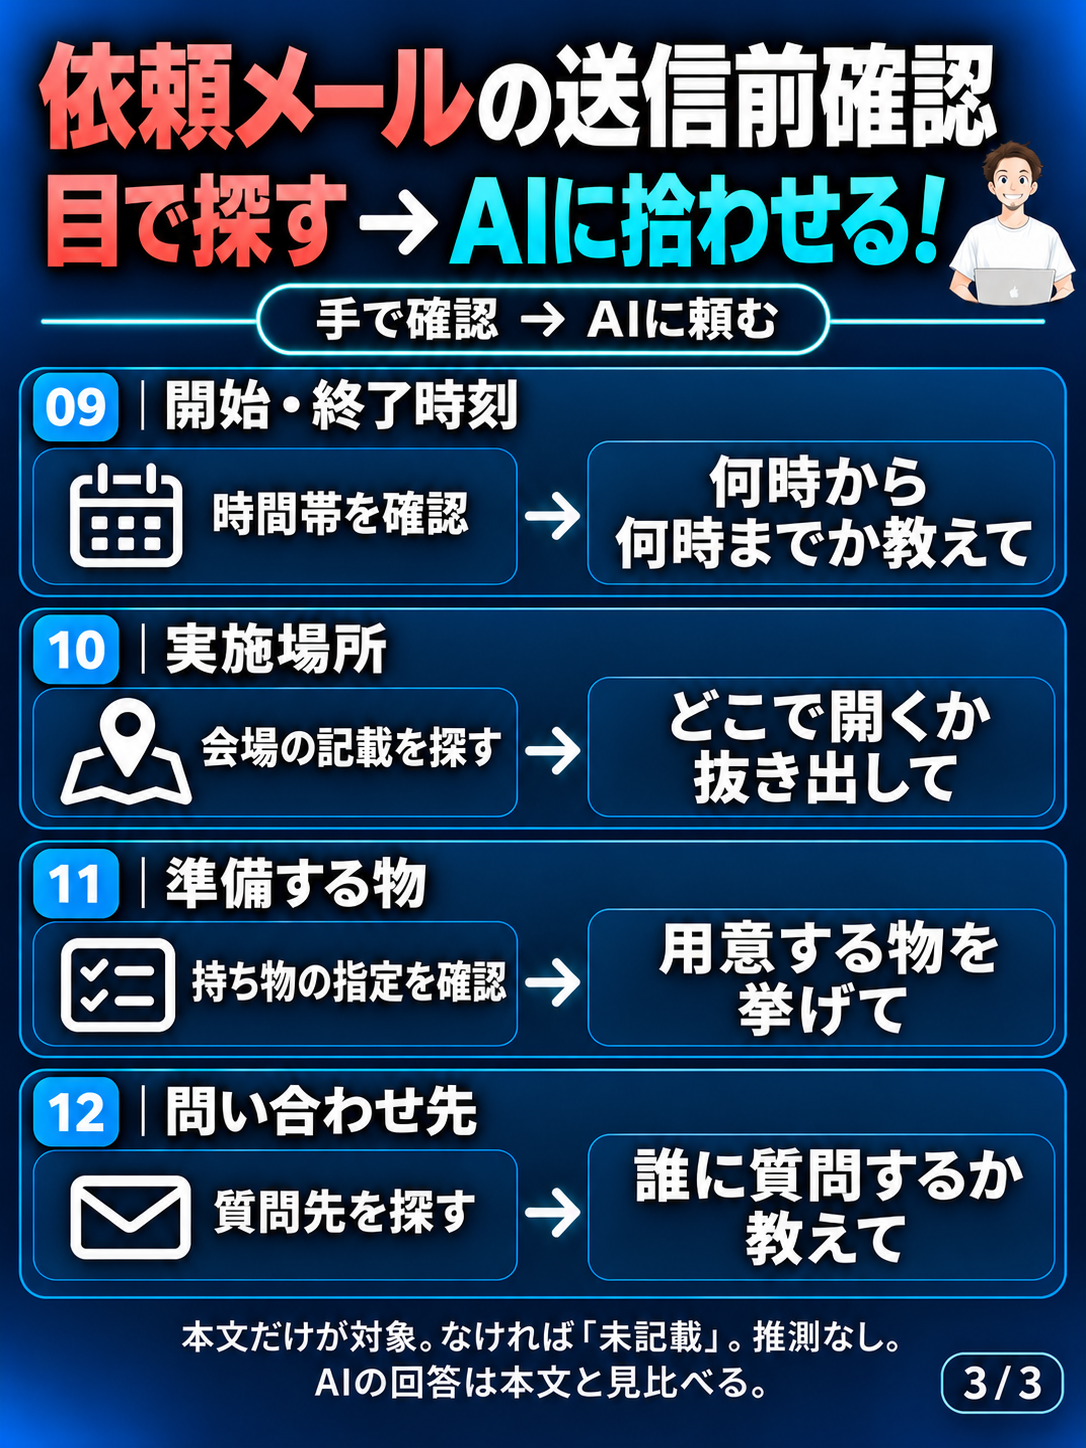 依頼メールの送信前確認
目で探す→AIに拾わせる!
手で確認 → AIに頼む
09 開始・終了時刻
時間帯を確認
→
何時から
何時までか教えて
10 実施場所
会場の記載を探す
→
どこで開くか
抜き出して
11 準備する物
持ち物の指定を確認
→
用意する物を
挙げて
12 問い合わせ先
質問先を探す
→
誰に質問するか
教えて
本文だけが対象。なければ「未記載」。推測なし。
AIの回答は本文と見比べる。
3/3